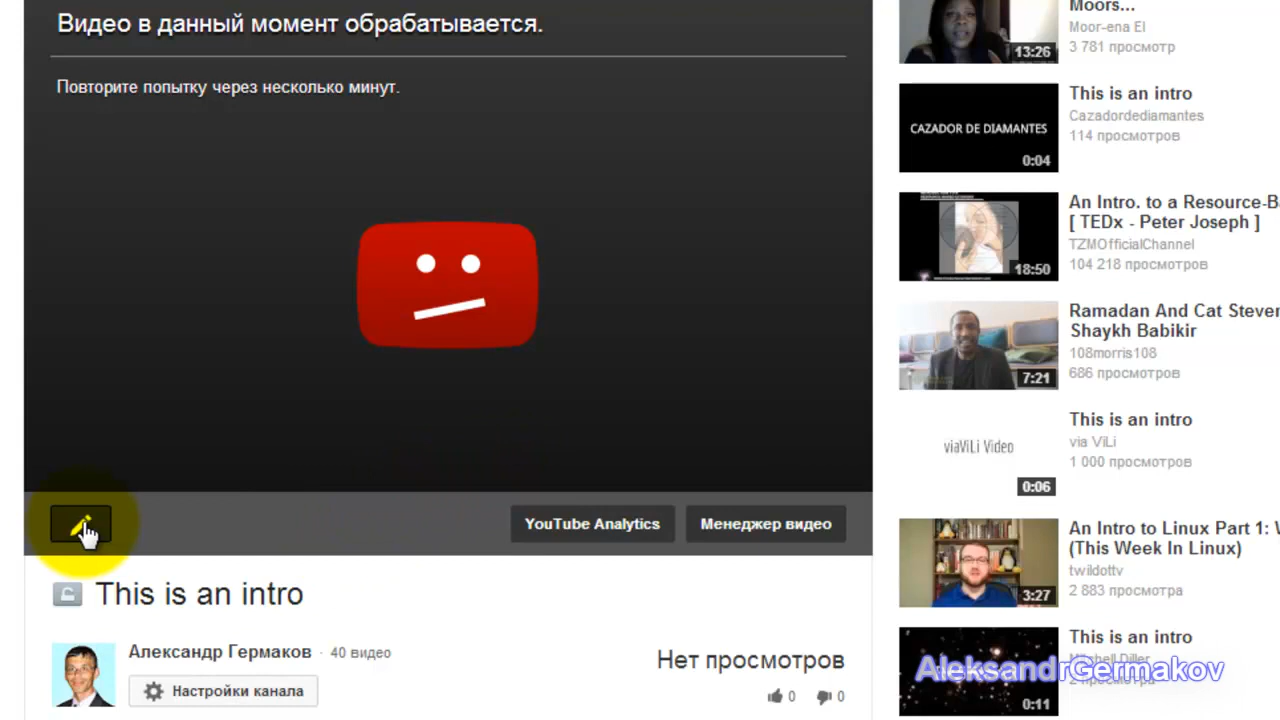 Видео в данный момент обрабатывается.
Повторите попытку через несколько минут.
YouTube Analytics
Менеджер видео
This is an intro
Александр Гермаков · 40 видео
Настройки канала
Нет просмотров
0 0
Moors...
Moor-ena El
3 781 просмотр
13:26
This is an intro
Cazadordediamantes
114 просмотров
CAZADOR DE DIAMANTES
0:04
An Intro. to a Resource-B
[ TEDx - Peter Joseph ]
TZMOfficialChannel
104 218 просмотров
18:50
Ramadan And Cat Steven
Shaykh Babikir
108morris108
686 просмотров
7:21
This is an intro
via ViLi
1 000 просмотров
viaViLi Video
0:06
An Intro to Linux Part 1:
(This Week In Linux)
twildottv
2 883 просмотра
3:27
This is an intro
Mitchell Diller
0:11
AleksandrGermakov